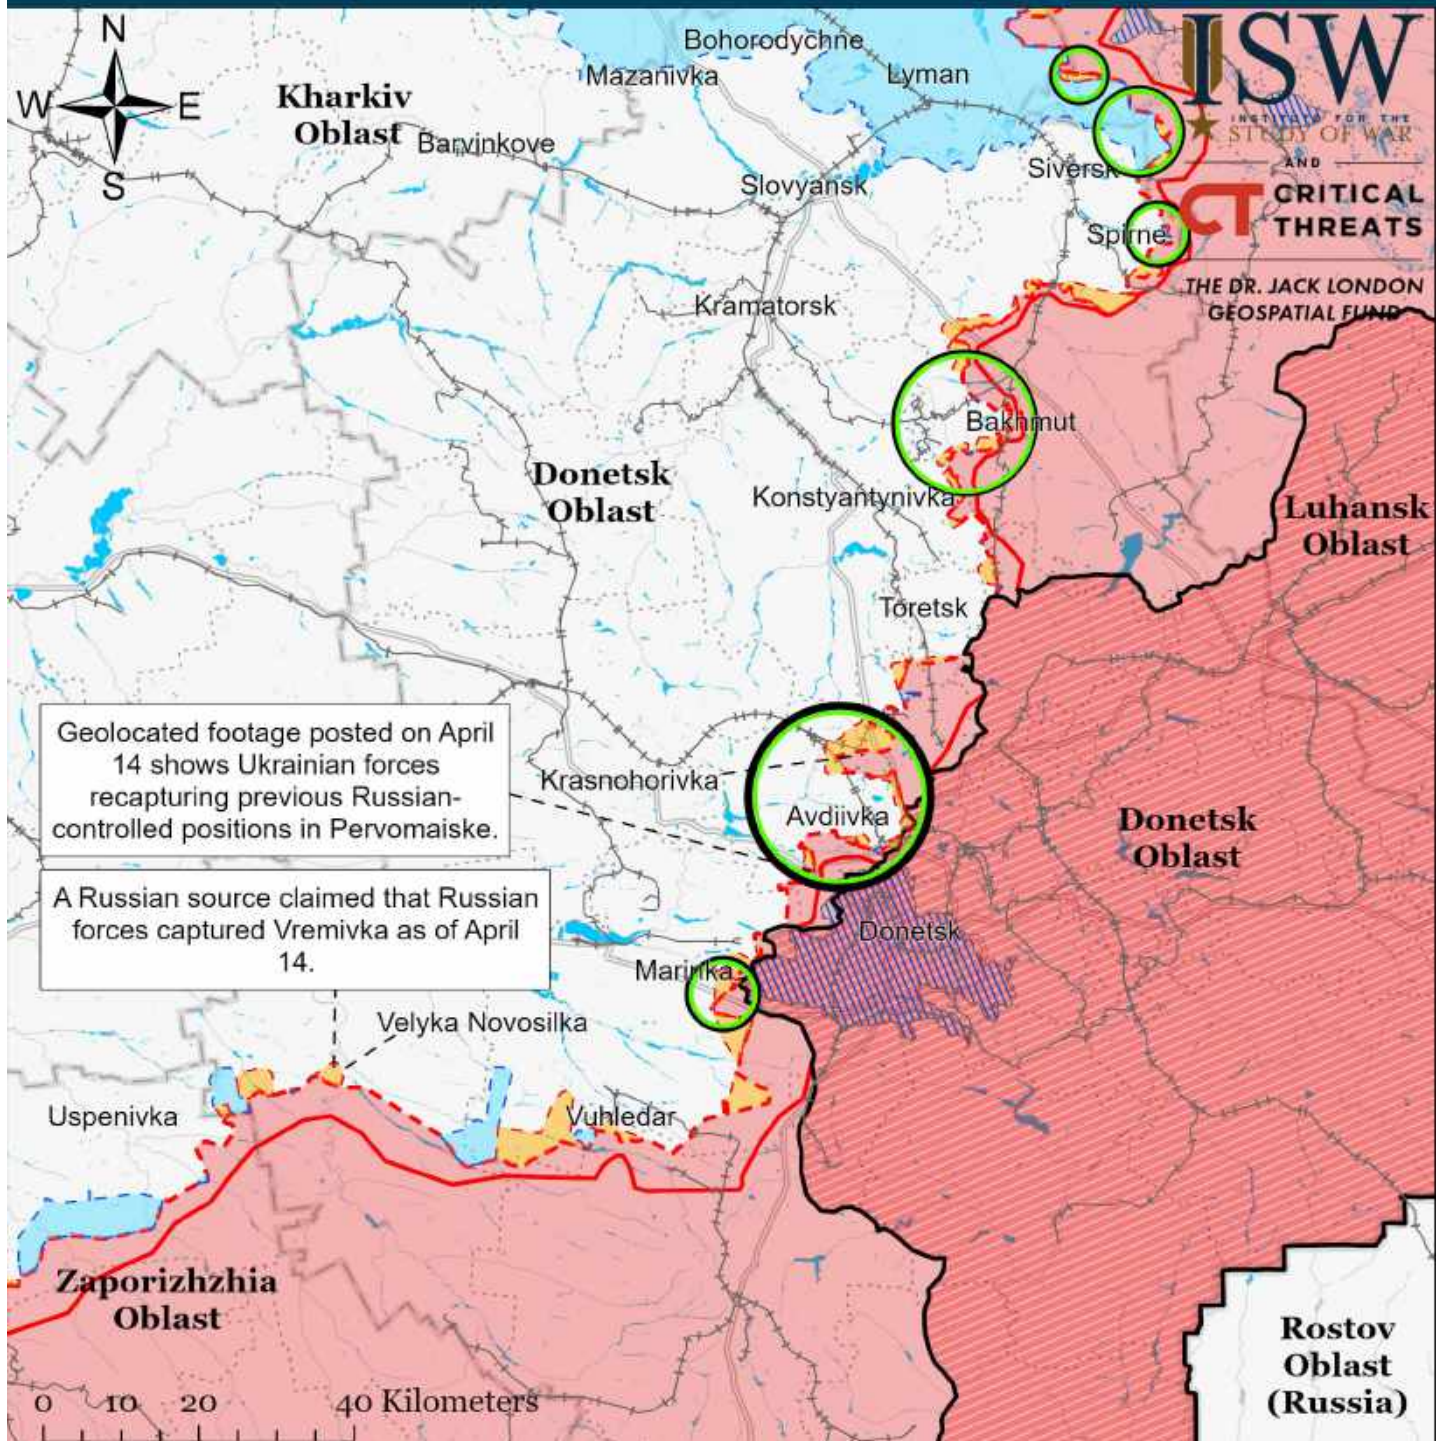 N
W
E
S
Kharkiv
Oblast
Barvinkove
Bohorodychne
Mazanivka
Lyman
Siversk
Slovyansk
Spirne
Kramatorsk
ISW
INSTITUTE FOR THE
STUDY OF WAR
AND
CT CRITICAL
THREATS
THE DR. JACK LONDON
GEOSPATIAL FUND
Bakhmut
Donetsk
Oblast
Konstyantynivka
Luhansk
Oblast
Toretsk
Geolocated footage posted on April
14 shows Ukrainian forces
recapturing previous Russian-
controlled positions in Pervomaiske.
Krasnohorivka
Avdiivka
Donetsk
Oblast
A Russian source claimed that Russian
forces captured Vremivka as of April
14.
Donetsk
Marinka
Velyka Novosilka
Uspenivka
Vuhledar
Zaporizhzhia
Oblast
Rostov
Oblast
(Russia)
0 10 20 40 Kilometers